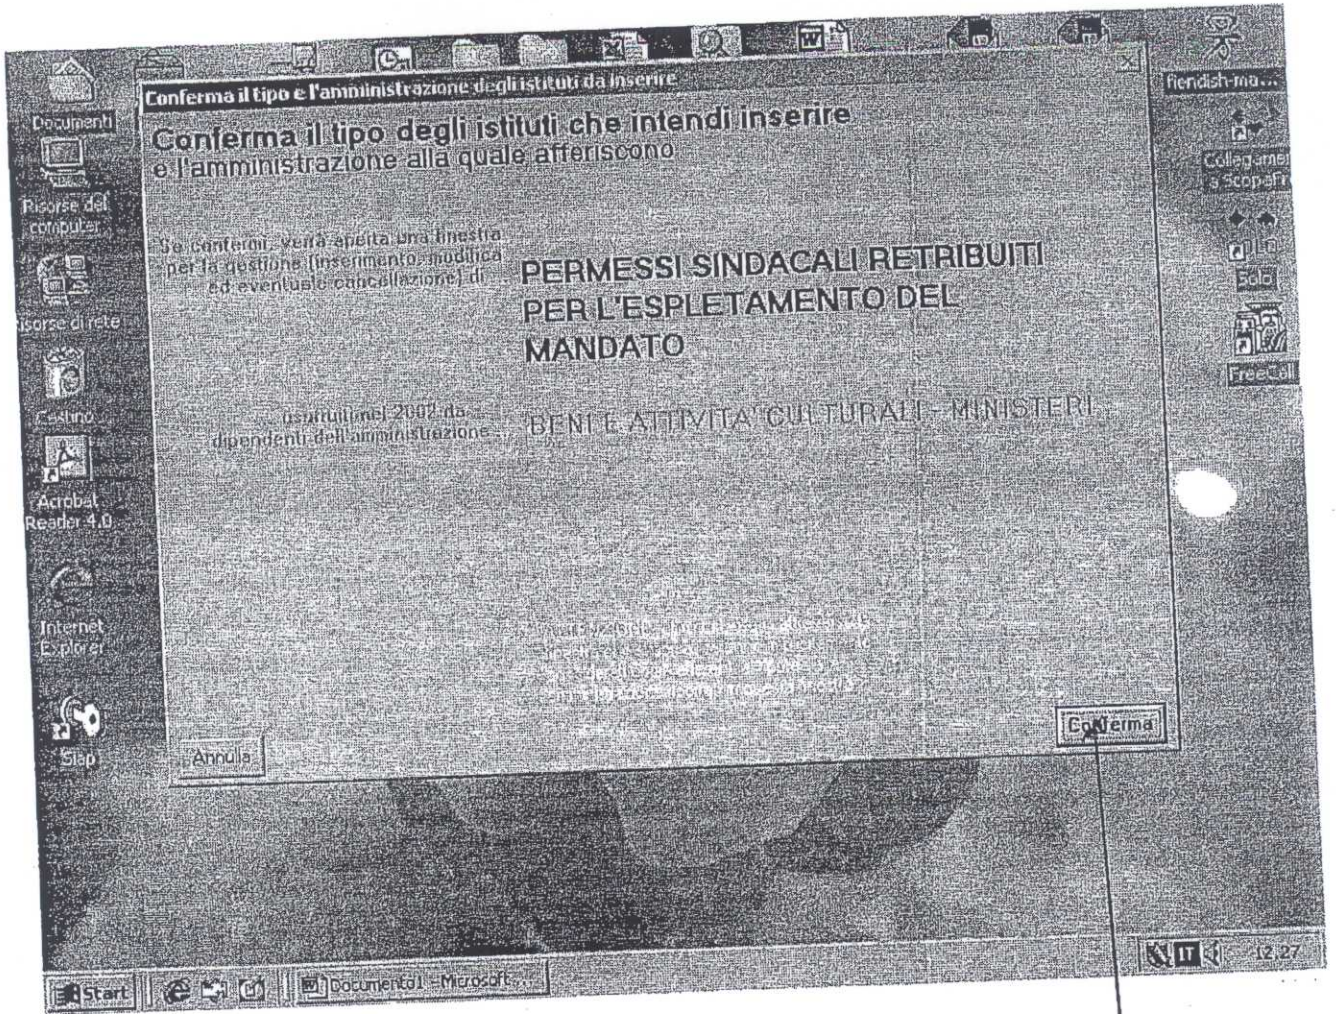 Conferma il tipo e l'amministrazione degli istituti da inserire
Conferma il tipo degli istituti che intendi inserire
e l'amministrazione alla quale afferiscono
Se confermi, verrà aperta una finestra
per la gestione (inserimento, modifica
ed eventuale cancellazione) di
PERMESSI SINDACALI RETRIBUITI
PER L'ESPLETAMENTO DEL
MANDATO
usufruiti nel 2002 da
dipendenti dell'amministrazione
BENI E ATTIVITA' CULTURALI - MINISTERI
Annulla
Conferma
Documenti
Risorse del
computer
Risorse di rete
Cestino
Acrobat
Reader 4.0
Internet
Explorer
fiendish-ma...
Collegamen
a ScopaFr
Solo
FreeCell
Start
Documento1 - Microsoft...
IT
12.27